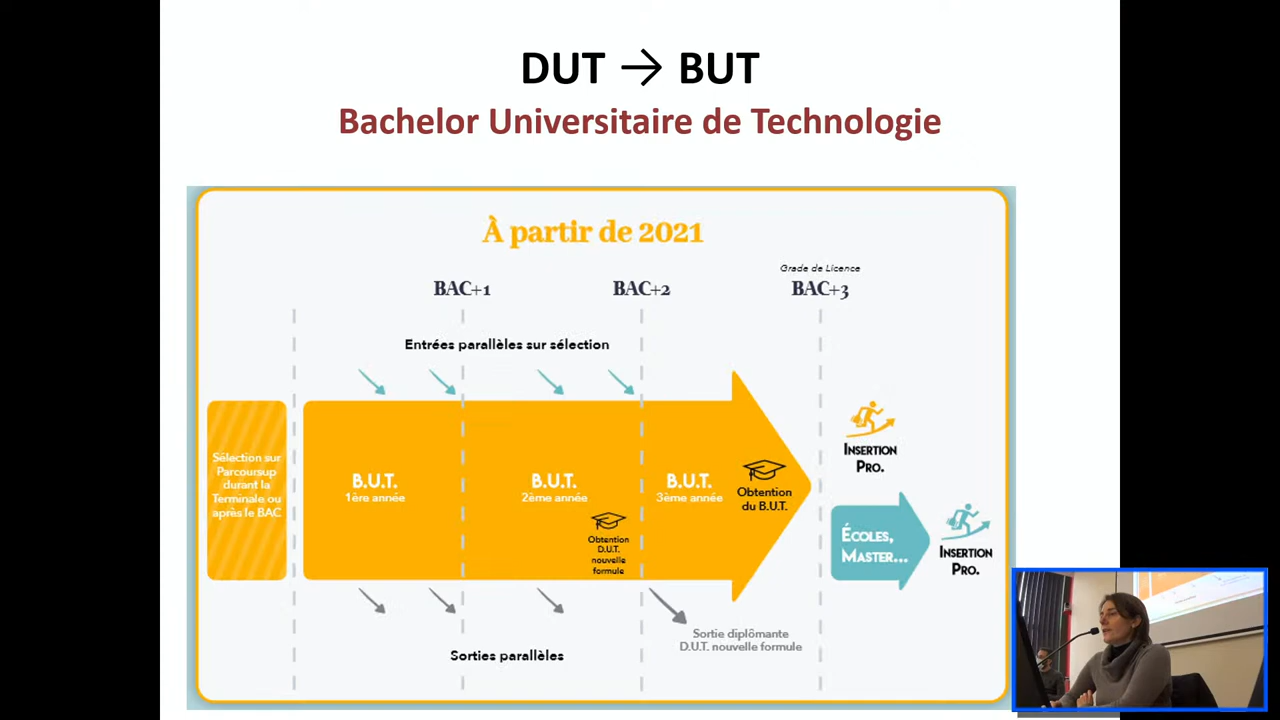 DUT → BUT
Bachelor Universitaire de Technologie
À partir de 2021
Grade de Licence
BAC+1
BAC+2
BAC+3
Entrées parallèles sur sélection
Sélection sur
Parcoursup
durant la
Terminale ou
après le BAC
B.U.T.
1ère année
B.U.T.
2ème année
Obtention
D.U.T.
nouvelle
formule
B.U.T.
3ème année
Obtention
du B.U.T.
INSERTION
PRO.
ÉCOLES,
MASTER...
INSERTION
PRO.
Sorties parallèles
Sortie diplômante
D.U.T. nouvelle formule